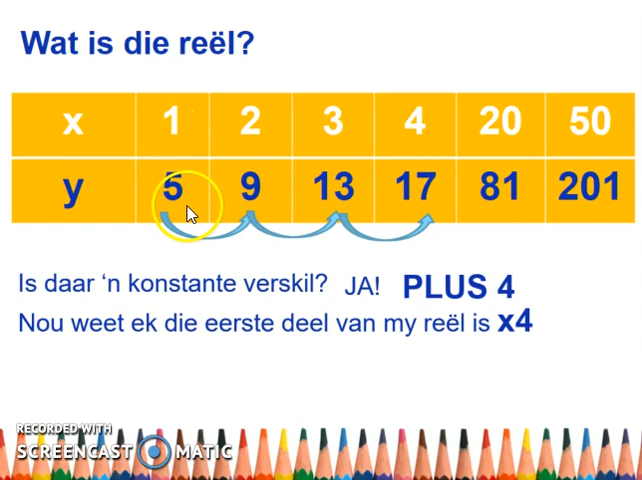 Wat is die reël?
x 1 2 3 4 20 50
y 5 9 13 17 81 201
Is daar ‘n konstante verskil? JA! PLUS 4
Nou weet ek die eerste deel van my reël is x4
RECORDED WITH
SCREENCAST MATIC